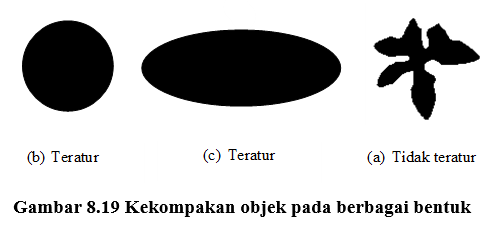 (b) Teratur
(c) Teratur
(a) Tidak teratur
Gambar 8.19 Kekompakan objek pada berbagai bentuk